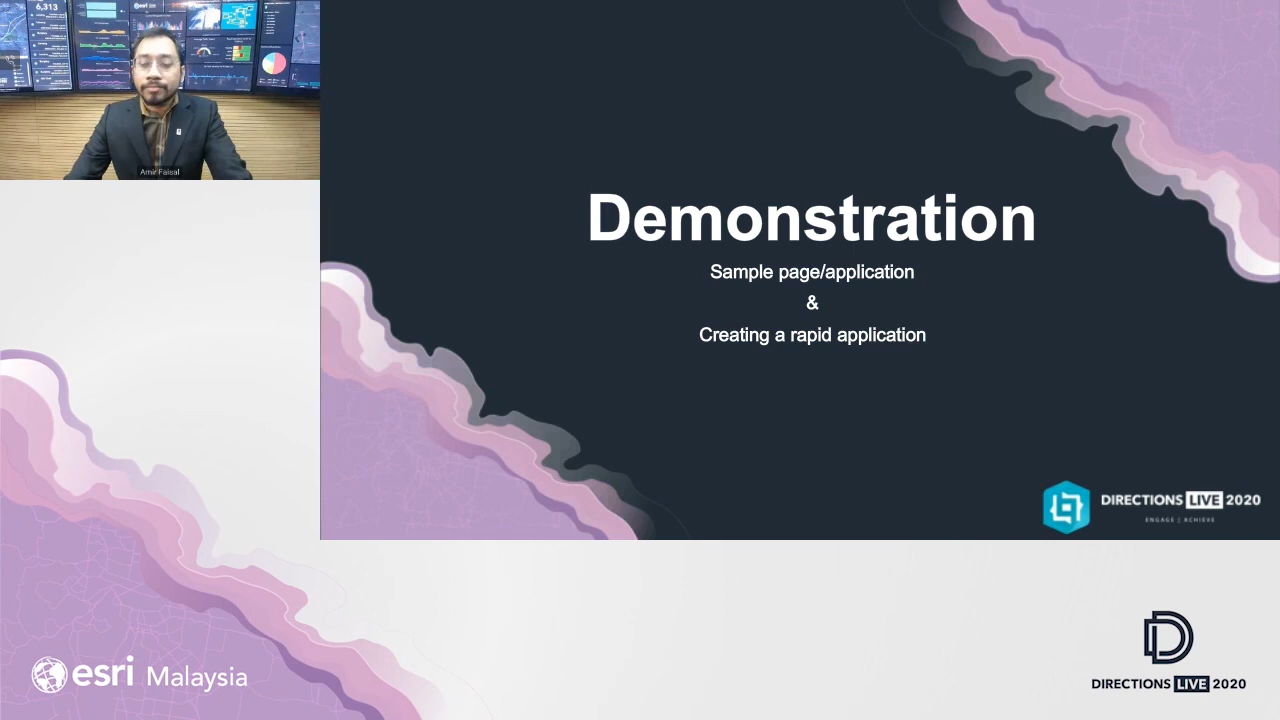 6,313
Amir Faisal
Demonstration
Sample page/application
&
Creating a rapid application
DIRECTIONS LIVE 2020
ENGAGE | ACHIEVE
esri Malaysia
DIRECTIONS LIVE 2020